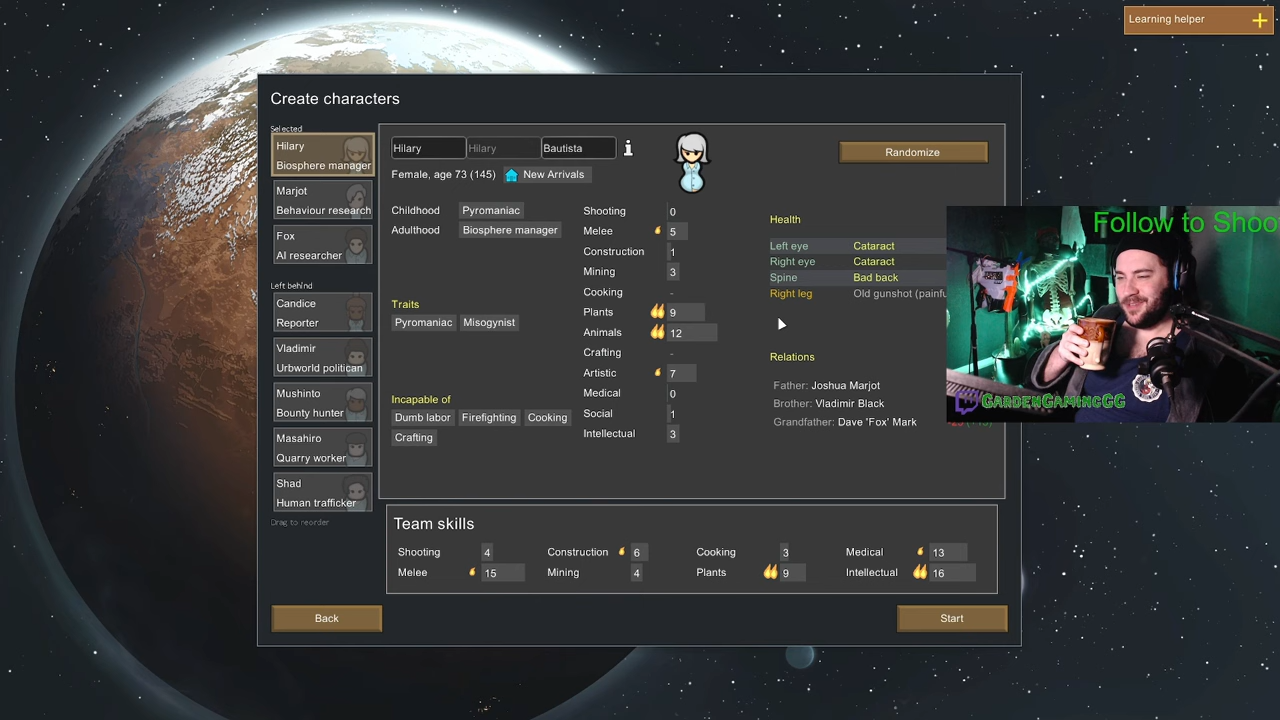 Learning helper
Create characters
Selected
Hilary
Biosphere manager
Marjot
Behaviour research
Fox
AI researcher
Left behind
Candice
Reporter
Vladimir
Urbworld politican
Mushinto
Bounty hunter
Masahiro
Quarry worker
Shad
Human trafficker
Drag to reorder
Hilary Hilary Bautista
Randomize
Female, age 73 (145) New Arrivals
Childhood Pyromaniac
Adulthood Biosphere manager
Traits
Pyromaniac Misogynist
Incapable of
Dumb labor Firefighting Cooking
Crafting
Shooting 0
Melee 5
Construction 1
Mining 3
Cooking -
Plants 9
Animals 12
Crafting -
Artistic 7
Medical 0
Social 1
Intellectual 3
Health
Left eye Cataract
Right eye Cataract
Spine Bad back
Right leg Old gunshot (painfu
Relations
Father: Joshua Marjot
Brother: Vladimir Black
Grandfather: Dave 'Fox' Mark
Follow to Shoo
GARDENGAMINGGG
Team skills
Shooting 4 Construction 6 Cooking 3 Medical 13
Melee 15 Mining 4 Plants 9 Intellectual 16
Back
Start